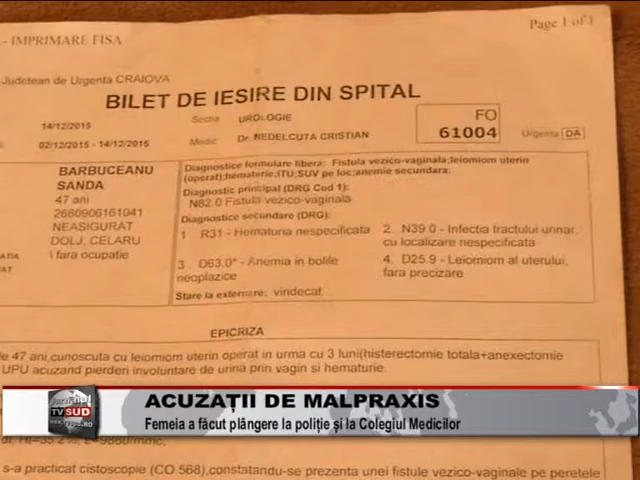 Page 1 of 1
- IMPRIMARE FISA
Judetean de Urgenta CRAIOVA
BILET DE IESIRE DIN SPITAL
14/12/2015 Sectia UROLOGIE FO
02/12/2015 - 14/12/2015 Medic Dr. NEDELCUTA CRISTIAN 61004 Urgenta DA
BARBUCEANU
SANDA
47 ani
2680906161041
NEASIGURAT
DOLJ, CELARU
\ fara ocupatie
Diagnostice formulare libera: Fistula vezico-vaginala;leiomiom uterin
(operat);hematurie;ITU;SUV pe loc;anemie secundara;
Diagnostic principal (DRG Cod 1):
N82.0 Fistula vezico-vaginala
Diagnostice secundare (DRG):
1 R31 - Hematuria nespecificata 2. N39.0 - Infectia tractului urinar,
cu localizare nespecificata
3 . D63.0* - Anemia in bolile 4. D25.9 - Leiomiom al uterului,
neoplazice fara precizare
Stare la externare: vindecat
EPICRIZA
de 47 ani,cunoscuta cu leiomiom uterin operat in urma cu 3 luni(histerectomie totala+anexectomie
UPU acuzand pierderi involuntare de urina prin vagin si hematurie.
Jurnalul
TV SUD
ACUZAȚII DE MALPRAXIS
Femeia a făcut plângere la poliție și la Colegiul Medicilor
s-a practicat cistoscopie (CO 568),constatandu-se prezenta unei fistule vezico-vaginale pe peretele